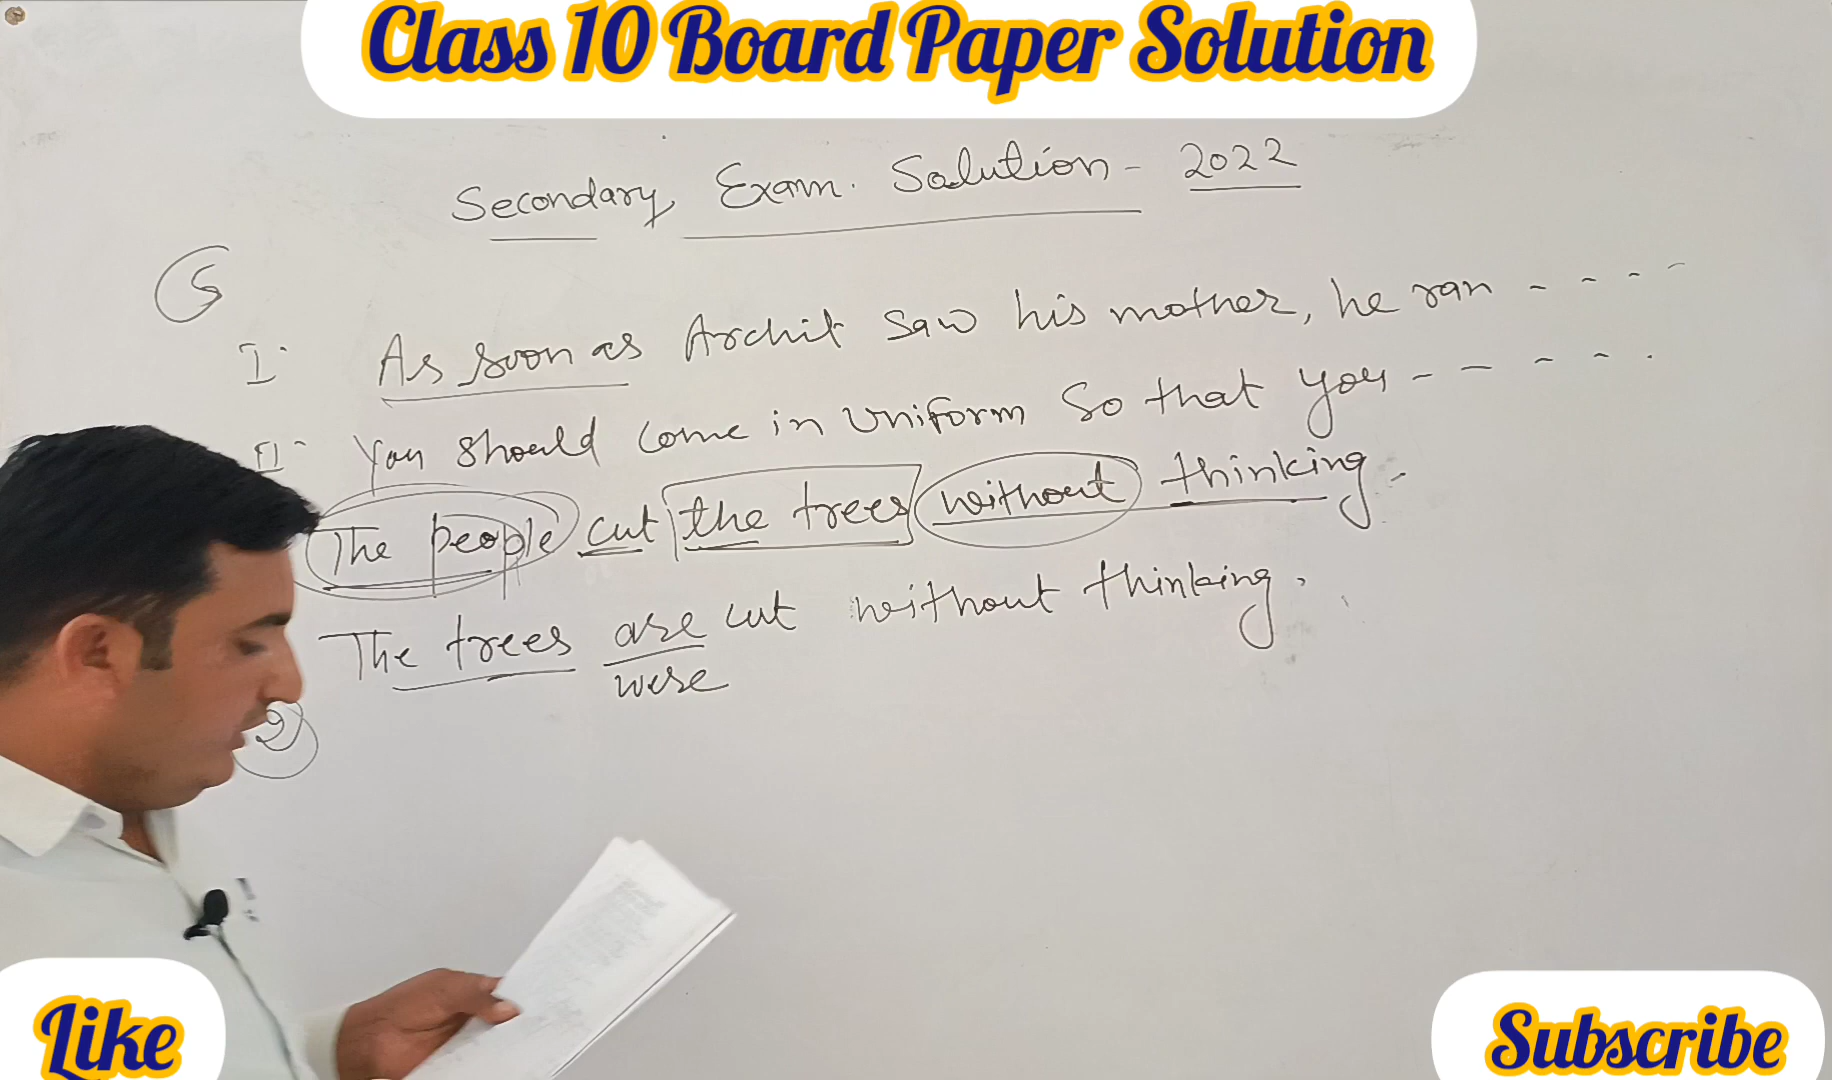 Class 10 Board Paper Solution
Secondary Exam. Solution - 2022
5
I. As soon as Archit saw his mother, he ran - - - -
II. You should come in Uniform So that you - - - - - .
The people cut the trees without thinking.
The trees are cut without thinking.
were
2
Like
Subscribe